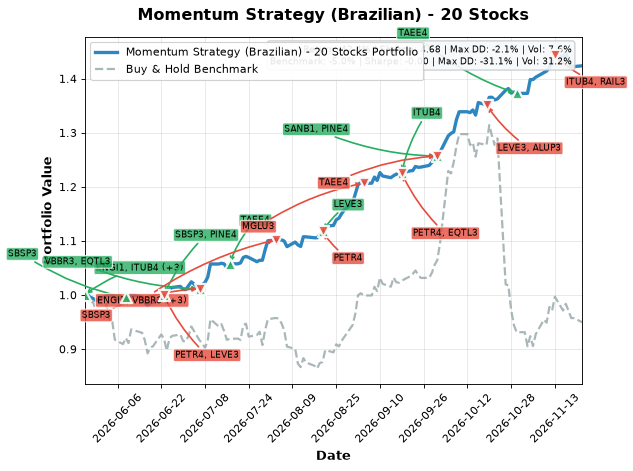 Momentum Strategy (Brazilian) - 20 Stocks
TAEE4
Momentum Strategy (Brazilian) - 20 Stocks Portfolio
Buy & Hold Benchmark
.68 | Max DD: -2.1% | Vol: 7.6%
Benchmark: -5.0% | Sharpe: -0.00 | Max DD: -31.1% | Vol: 31.2%
ITUB4, RAIL3
ITUB4
SANB1, PINE4
LEVE3, ALUP3
TAEE4
LEVE3
TAEE4
MGLU3
SBSP3, PINE4
PETR4, EQTL3
SBSP3
VBBR3, EQTL3
ENGI1, ITUB4 (+3)
PETR4
ENGI1, VBBR3 (+3)
SBSP3
PETR4, LEVE3
Portfolio Value
1.4
1.3
1.2
1.1
1.0
0.9
2026-06-06
2026-06-22
2026-07-08
2026-07-24
2026-08-09
2026-08-25
2026-09-10
2026-09-26
2026-10-12
2026-10-28
2026-11-13
Date